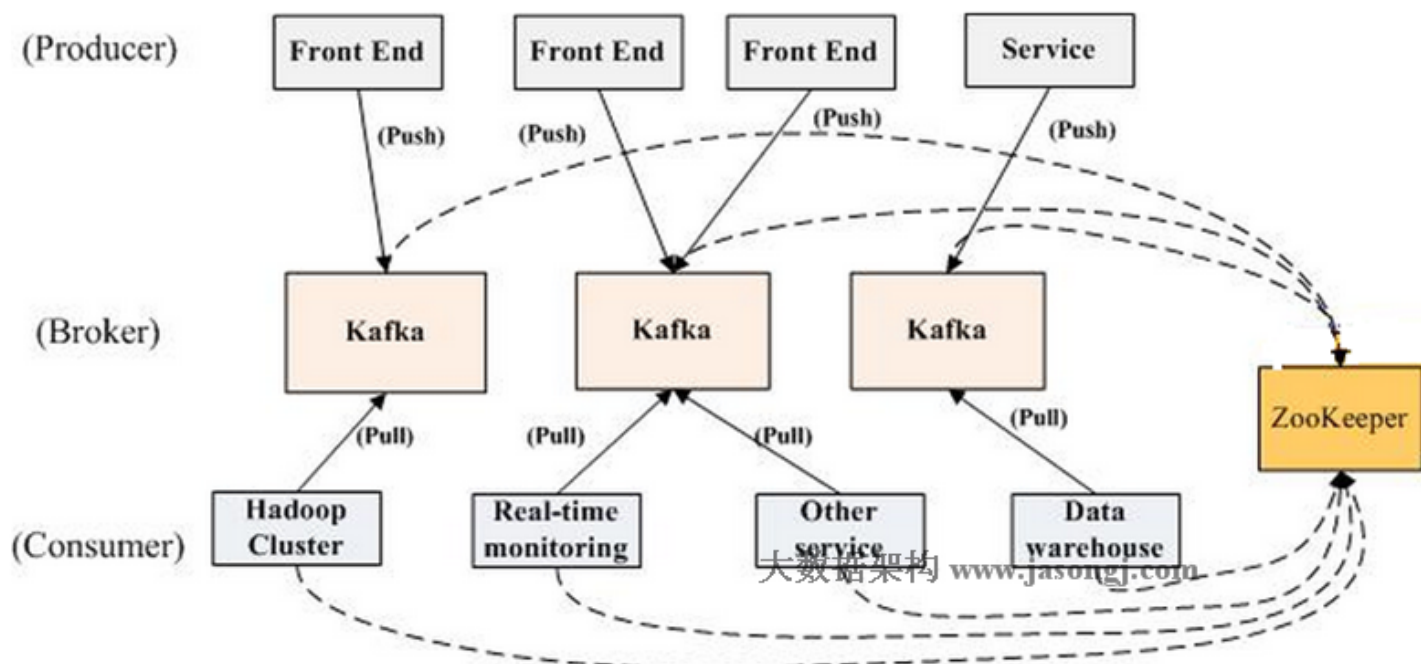 (Producer)
Front End
Front End
Front End
Service
(Push)
(Push)
(Push)
(Push)
(Broker)
Kafka
Kafka
Kafka
ZooKeeper
(Pull)
(Pull)
(Pull)
(Pull)
(Consumer)
Hadoop
Cluster
Real-time
monitoring
Other
service
Data
warehouse
大数据架构 www.jasongj.com